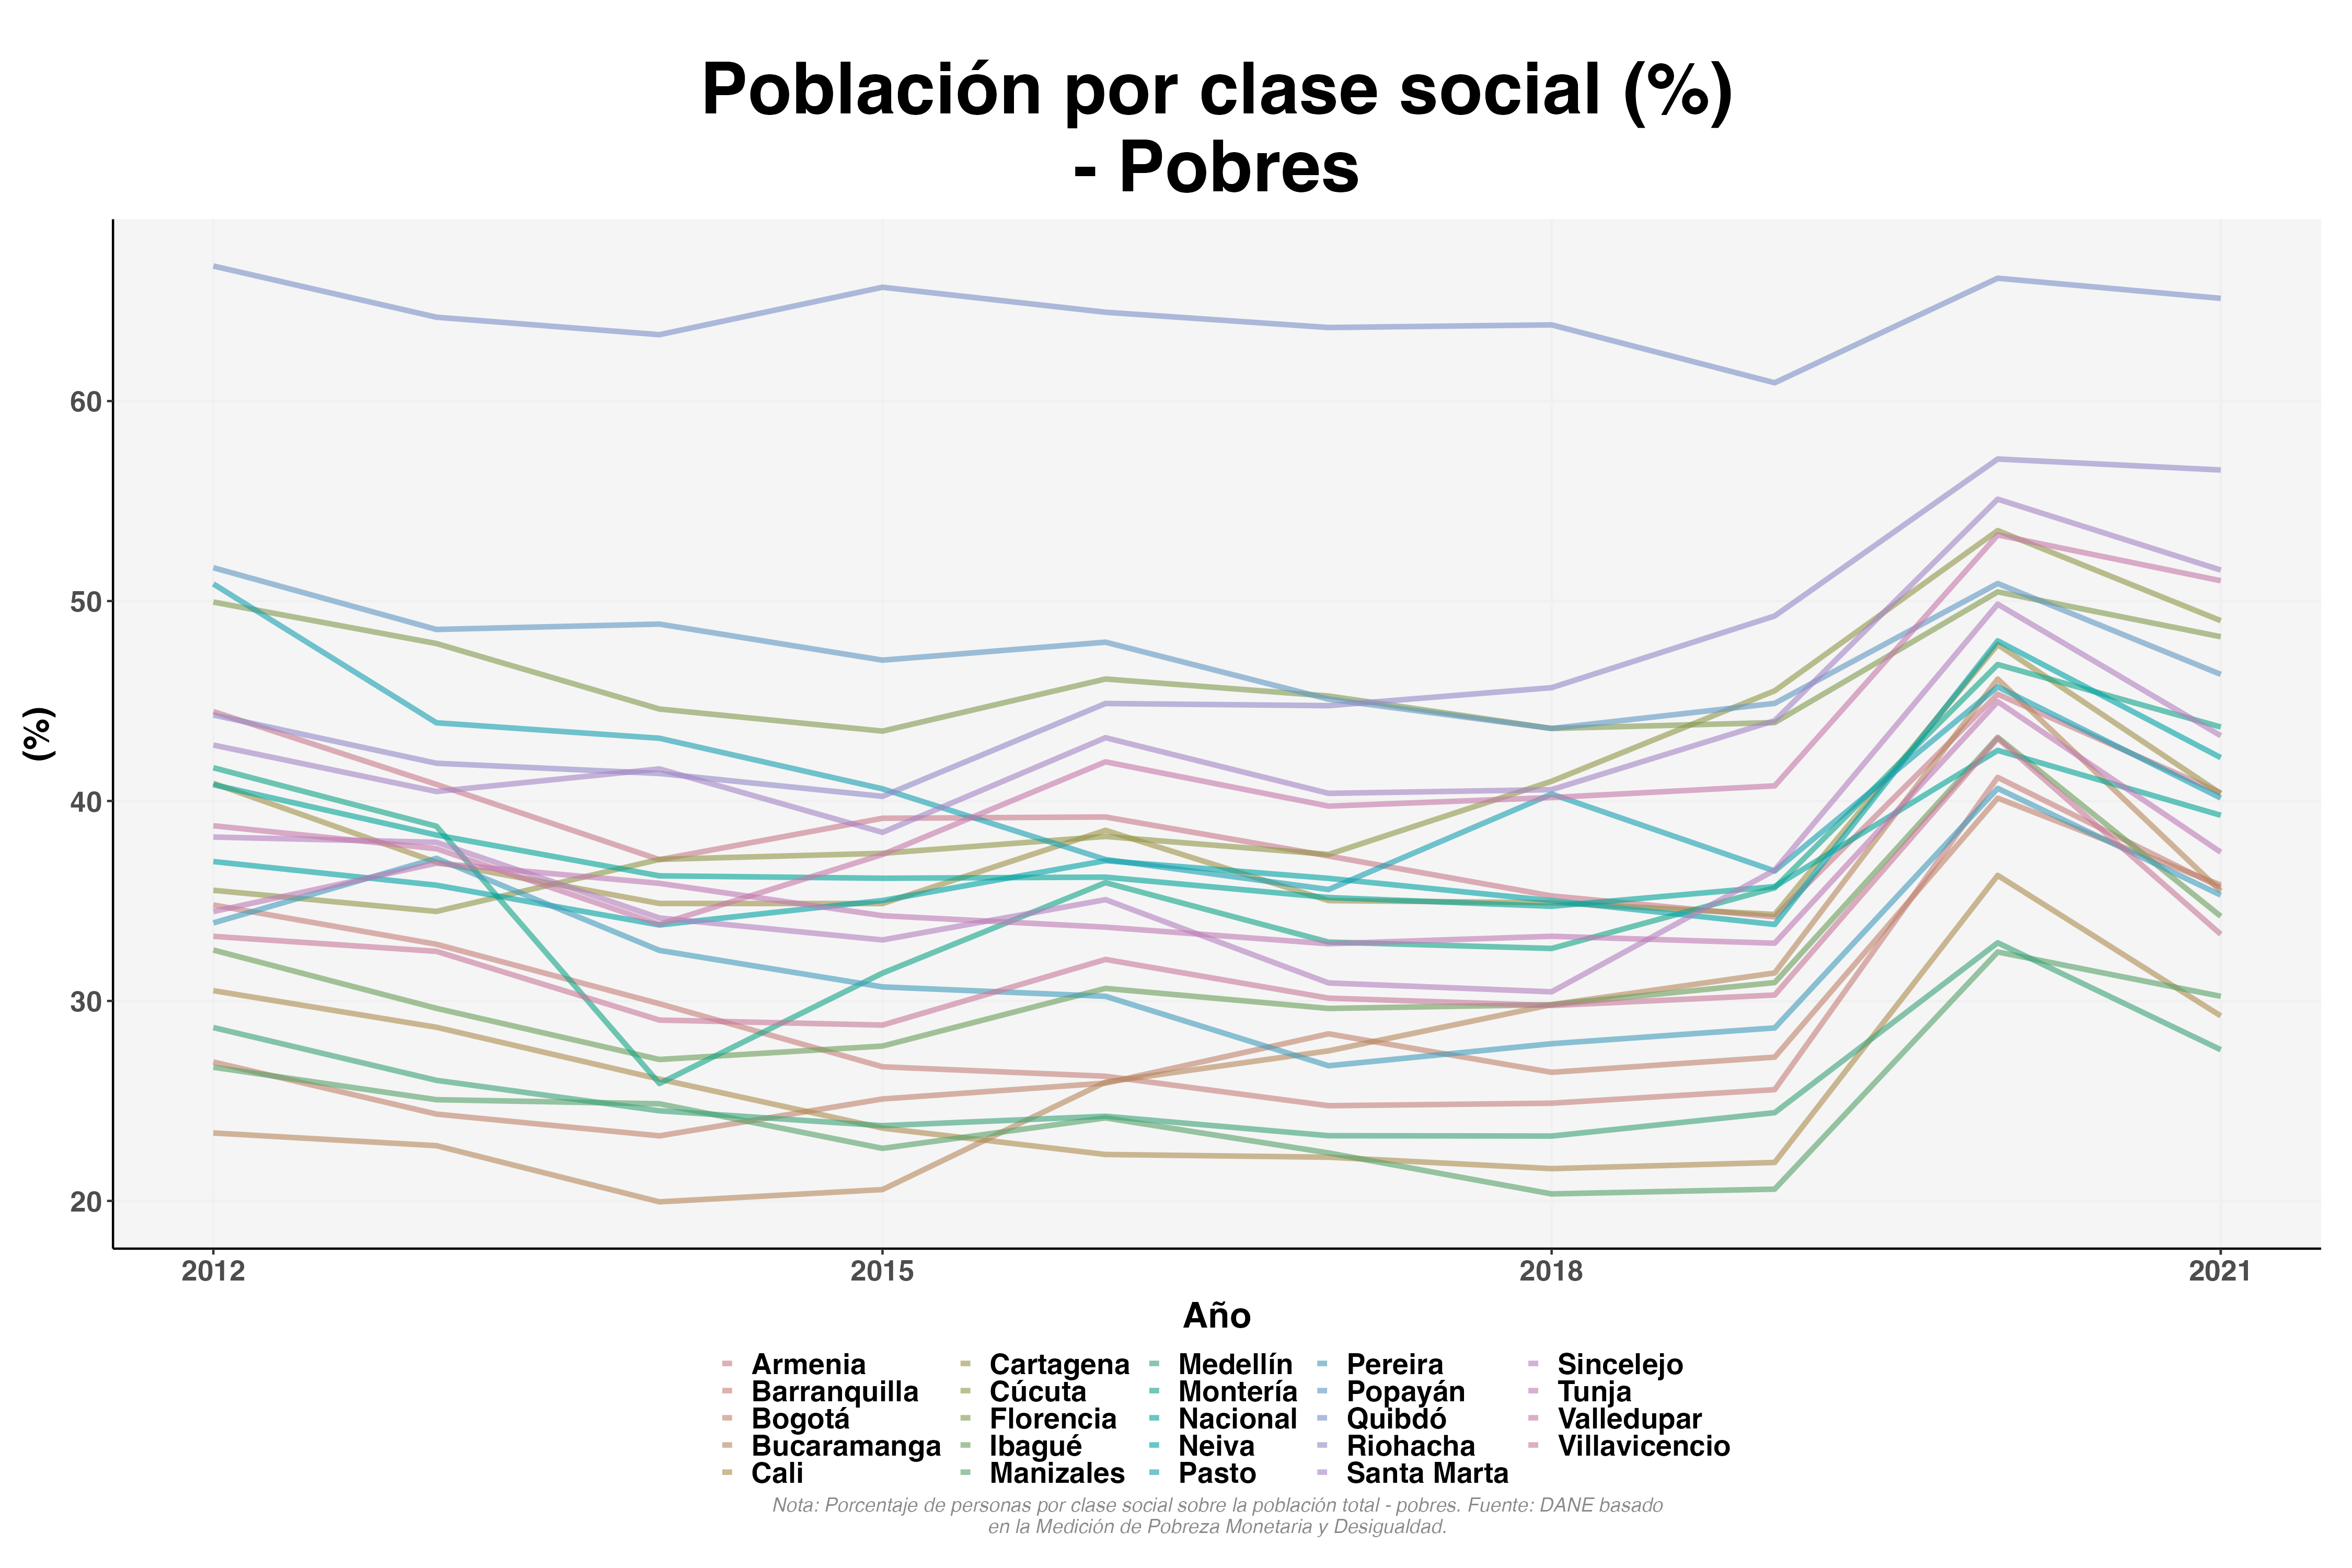 Población por clase social (%)
- Pobres
(%)
60
50
40
30
20
2012 2015 2018 2021
Año
Armenia Cartagena Medellín Pereira Sincelejo
Barranquilla Cúcuta Montería Popayán Tunja
Bogotá Florencia Nacional Quibdó Valledupar
Bucaramanga Ibagué Neiva Riohacha Villavicencio
Cali Manizales Pasto Santa Marta
Nota: Porcentaje de personas por clase social sobre la población total - pobres. Fuente: DANE basado
en la Medición de Pobreza Monetaria y Desigualdad.